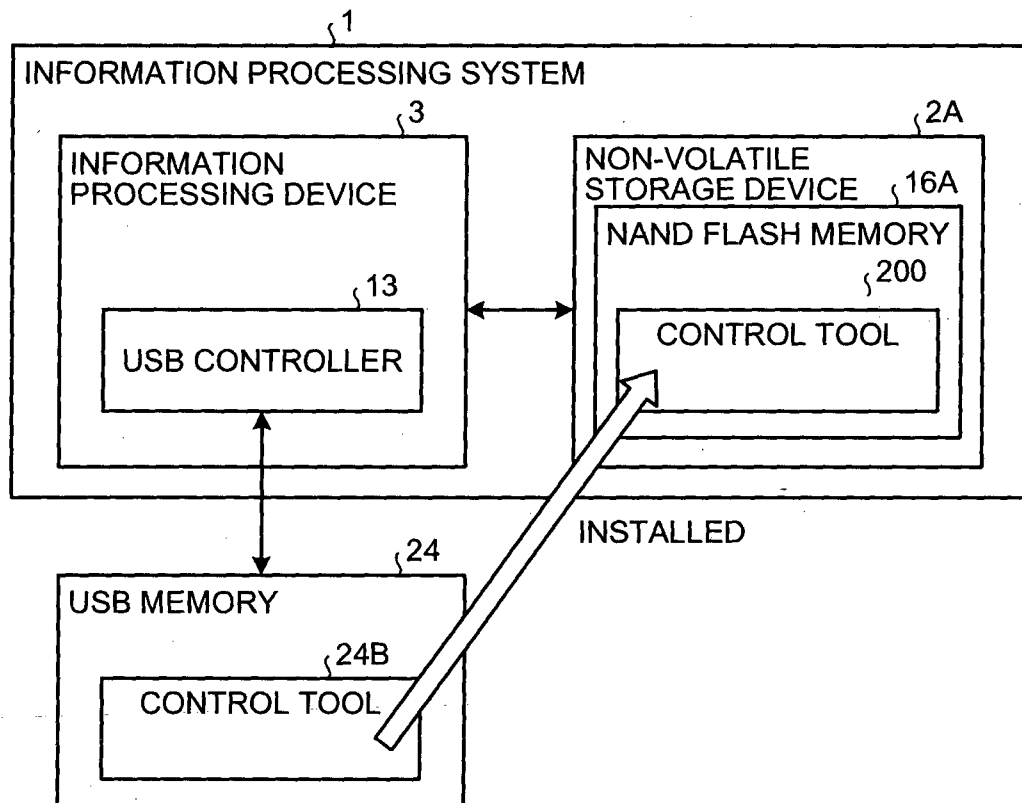 1
INFORMATION PROCESSING SYSTEM
3
INFORMATION
PROCESSING DEVICE
13
USB CONTROLLER
2A
NON-VOLATILE
STORAGE DEVICE
16A
NAND FLASH MEMORY
200
CONTROL TOOL
INSTALLED
24
USB MEMORY
24B
CONTROL TOOL